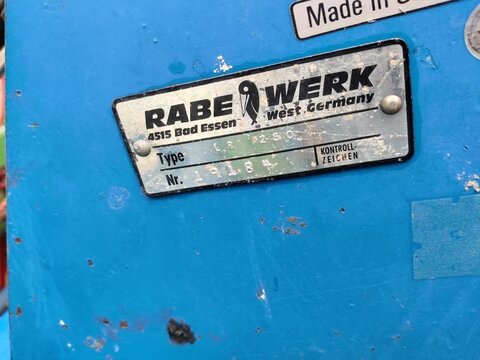 Made in
RABE WERK
4515 Bad Essen West Germany
Type
Nr.
KONTROLL-
ZEICHEN